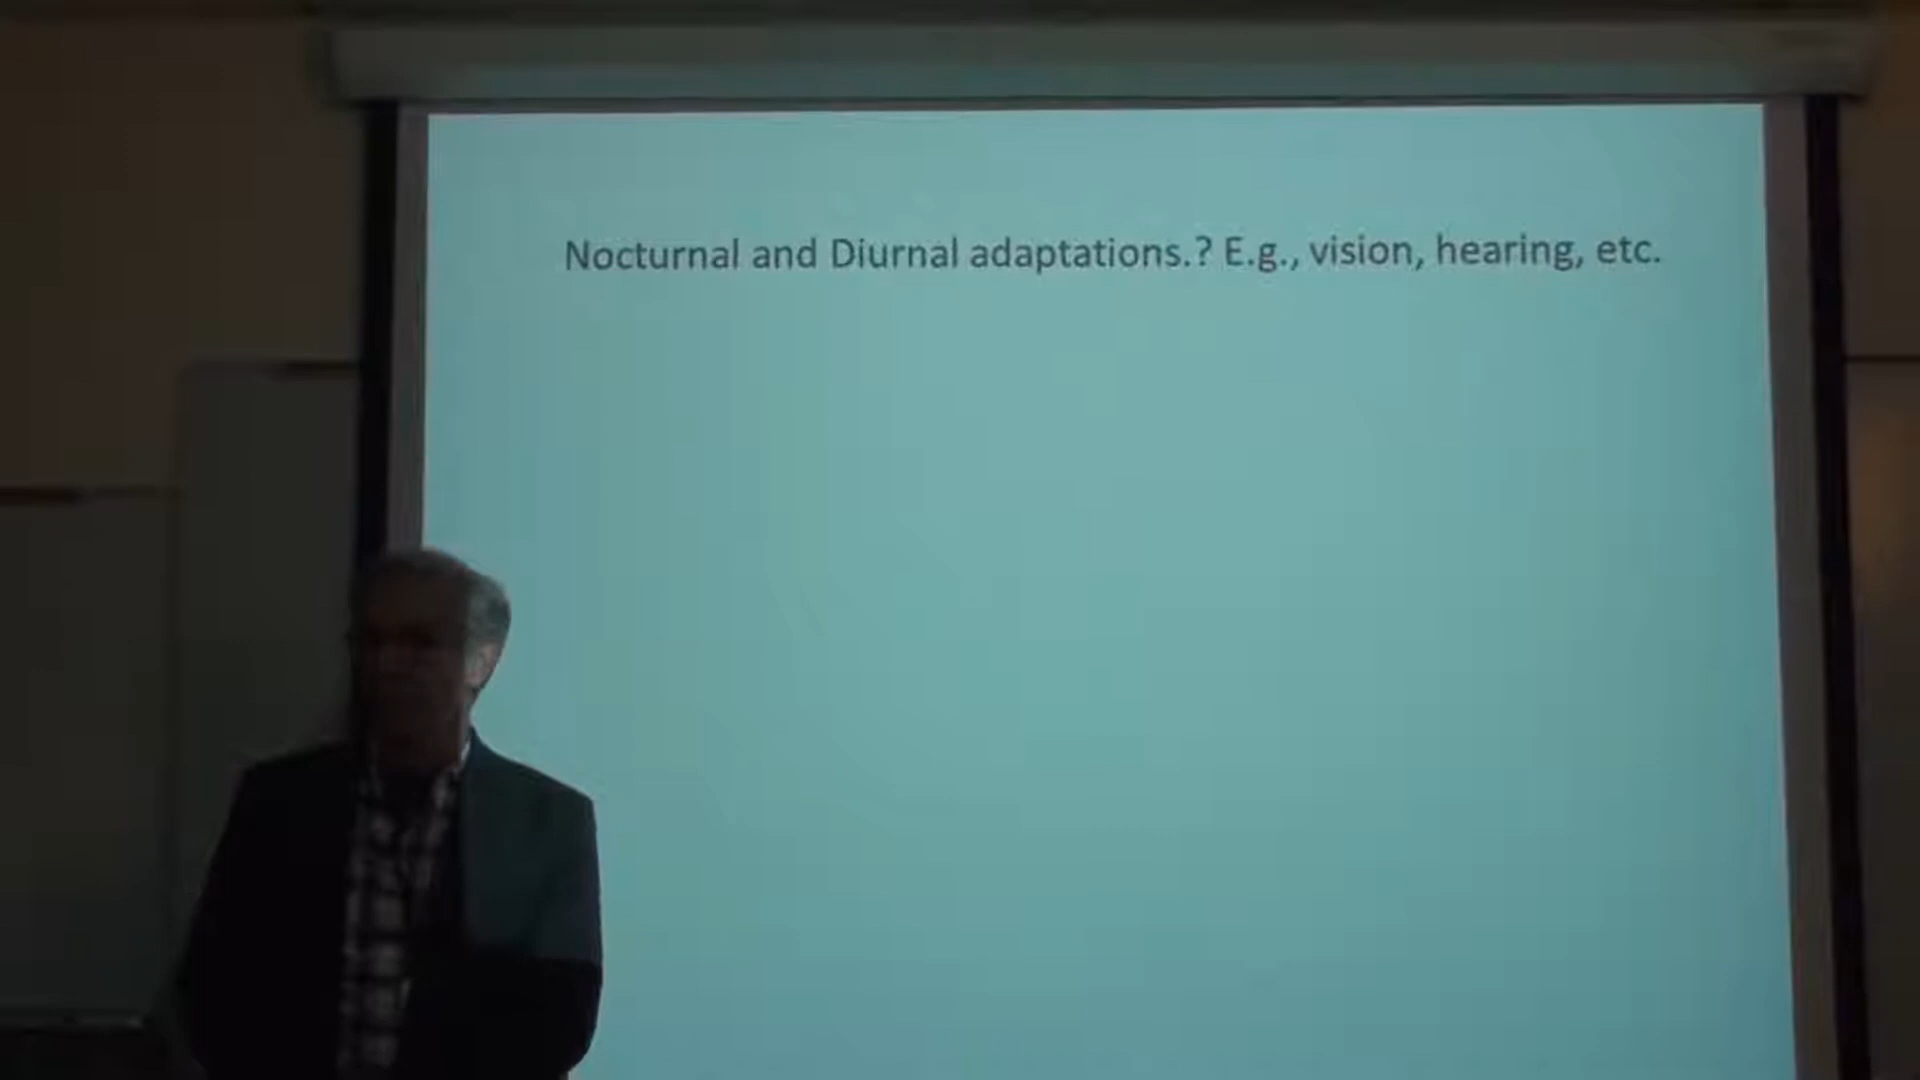 Nocturnal and Diurnal adaptations.? E.g., vision, hearing, etc.